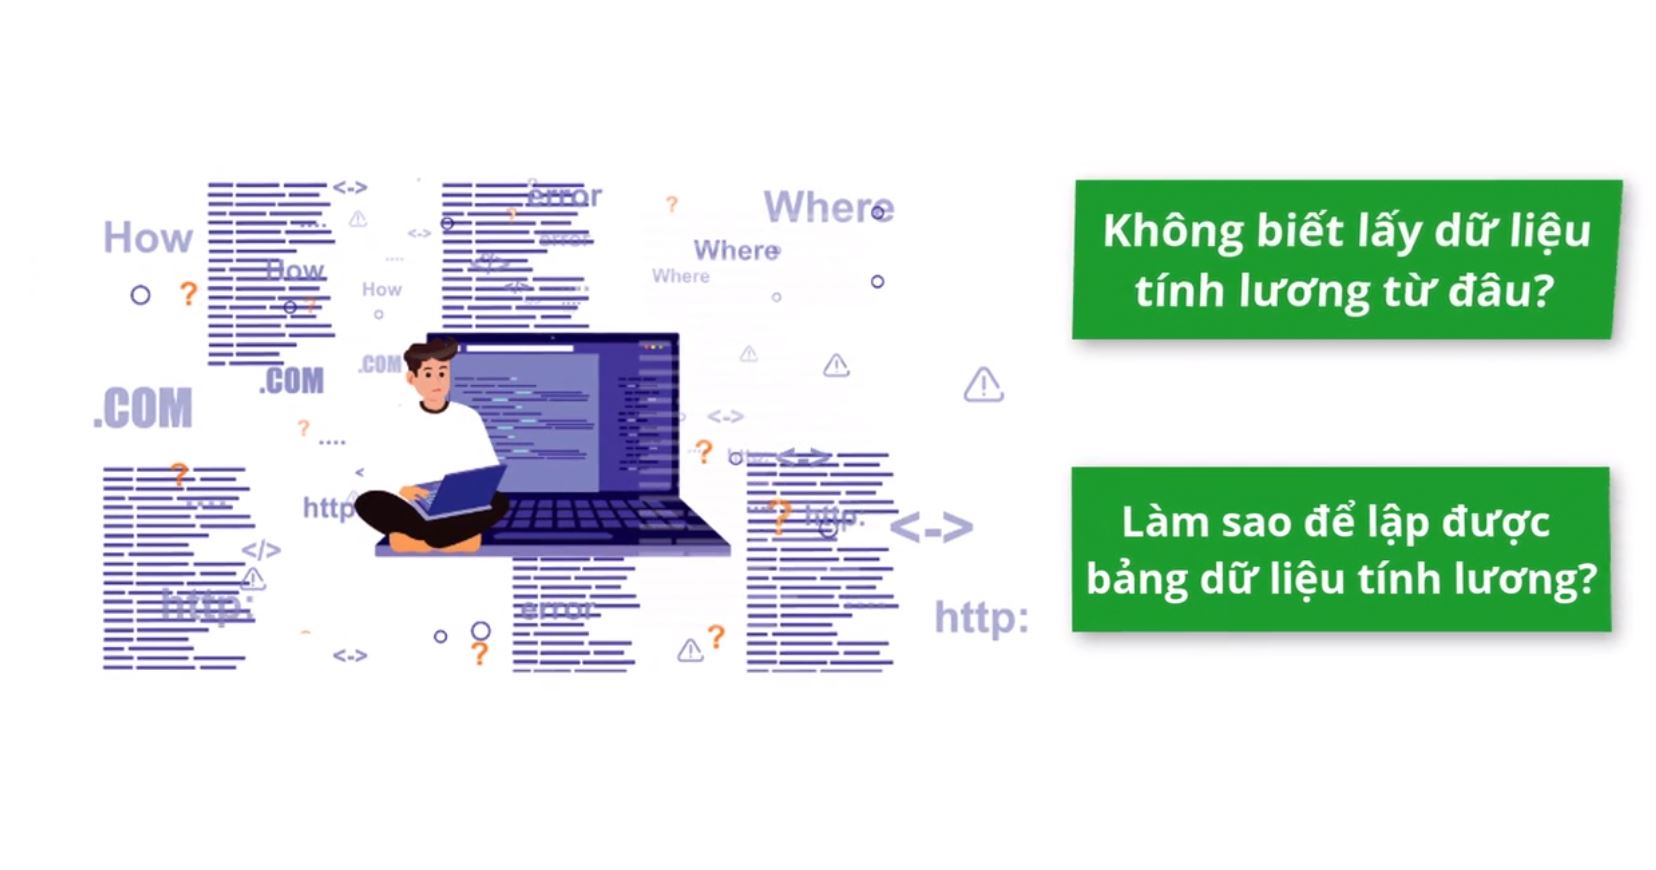 How
How
How
error
error
Where
Where
Where
.COM
.COM
.COM
http
http:
http:
http:
http:
error
Không biết lấy dữ liệu
tính lương từ đâu?
Làm sao để lập được
bảng dữ liệu tính lương?